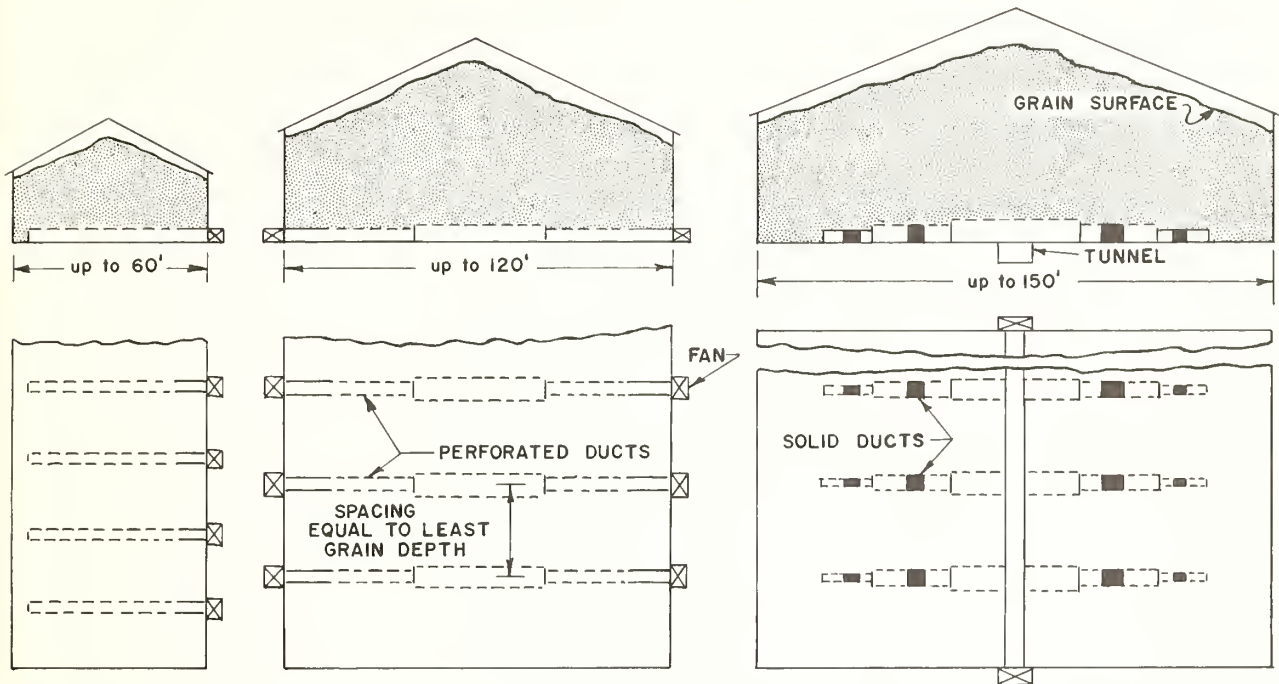 GRAIN SURFACE
TUNNEL
up to 60'
up to 120'
up to 150'
FAN
PERFORATED DUCTS
SOLID DUCTS
SPACING
EQUAL TO LEAST
GRAIN DEPTH